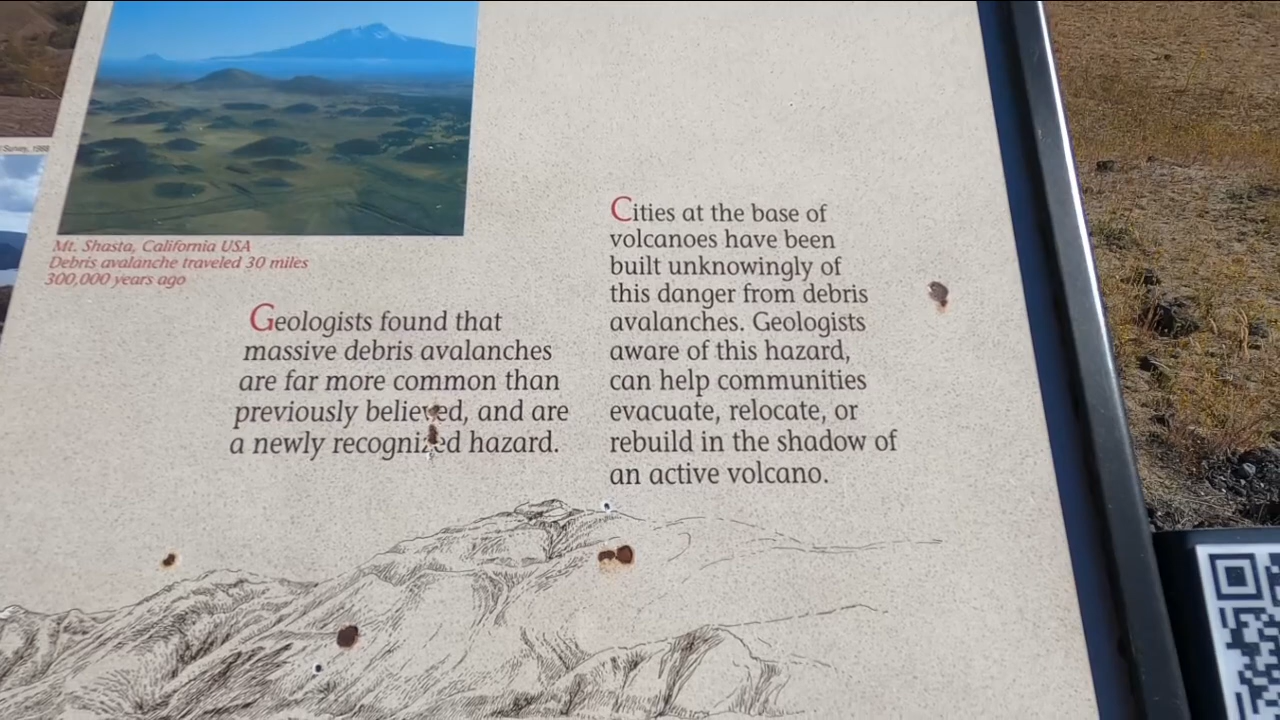 Survey, 1988
Mt. Shasta, California USA
Debris avalanche traveled 30 miles
300,000 years ago
Geologists found that
massive debris avalanches
are far more common than
previously believed, and are
a newly recognized hazard.
Cities at the base of
volcanoes have been
built unknowingly of
this danger from debris
avalanches. Geologists
aware of this hazard,
can help communities
evacuate, relocate, or
rebuild in the shadow of
an active volcano.